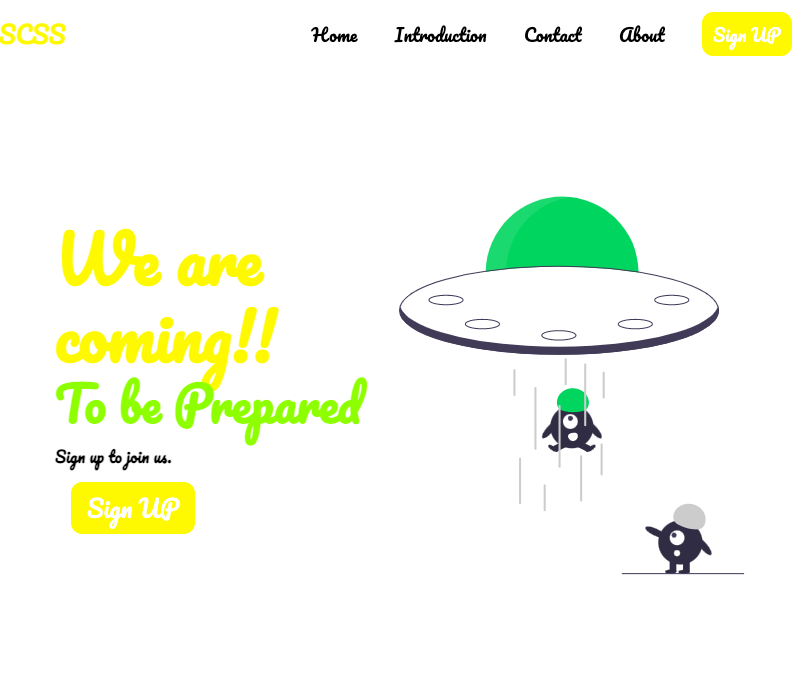 SCSS
Home Introduction Contact About Sign UP
We are
coming!!
To be Prepared
Sign up to join us.
Sign UP